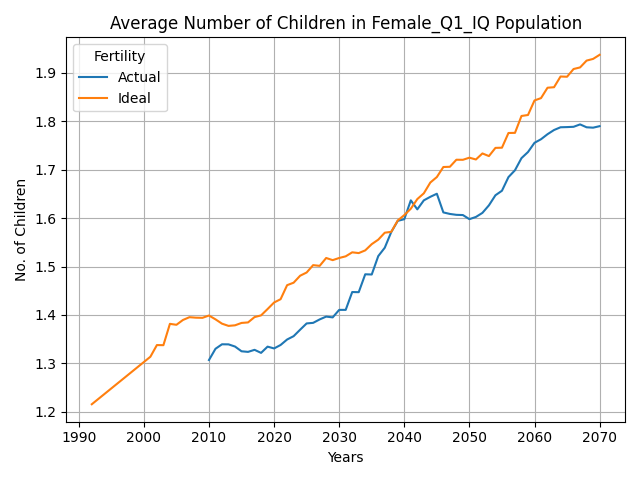 Average Number of Children in Female_Q1_IQ Population
Fertility
Actual
Ideal
No. of Children
1.9
1.8
1.7
1.6
1.5
1.4
1.3
1.2
1990 2000 2010 2020 2030 2040 2050 2060 2070
Years